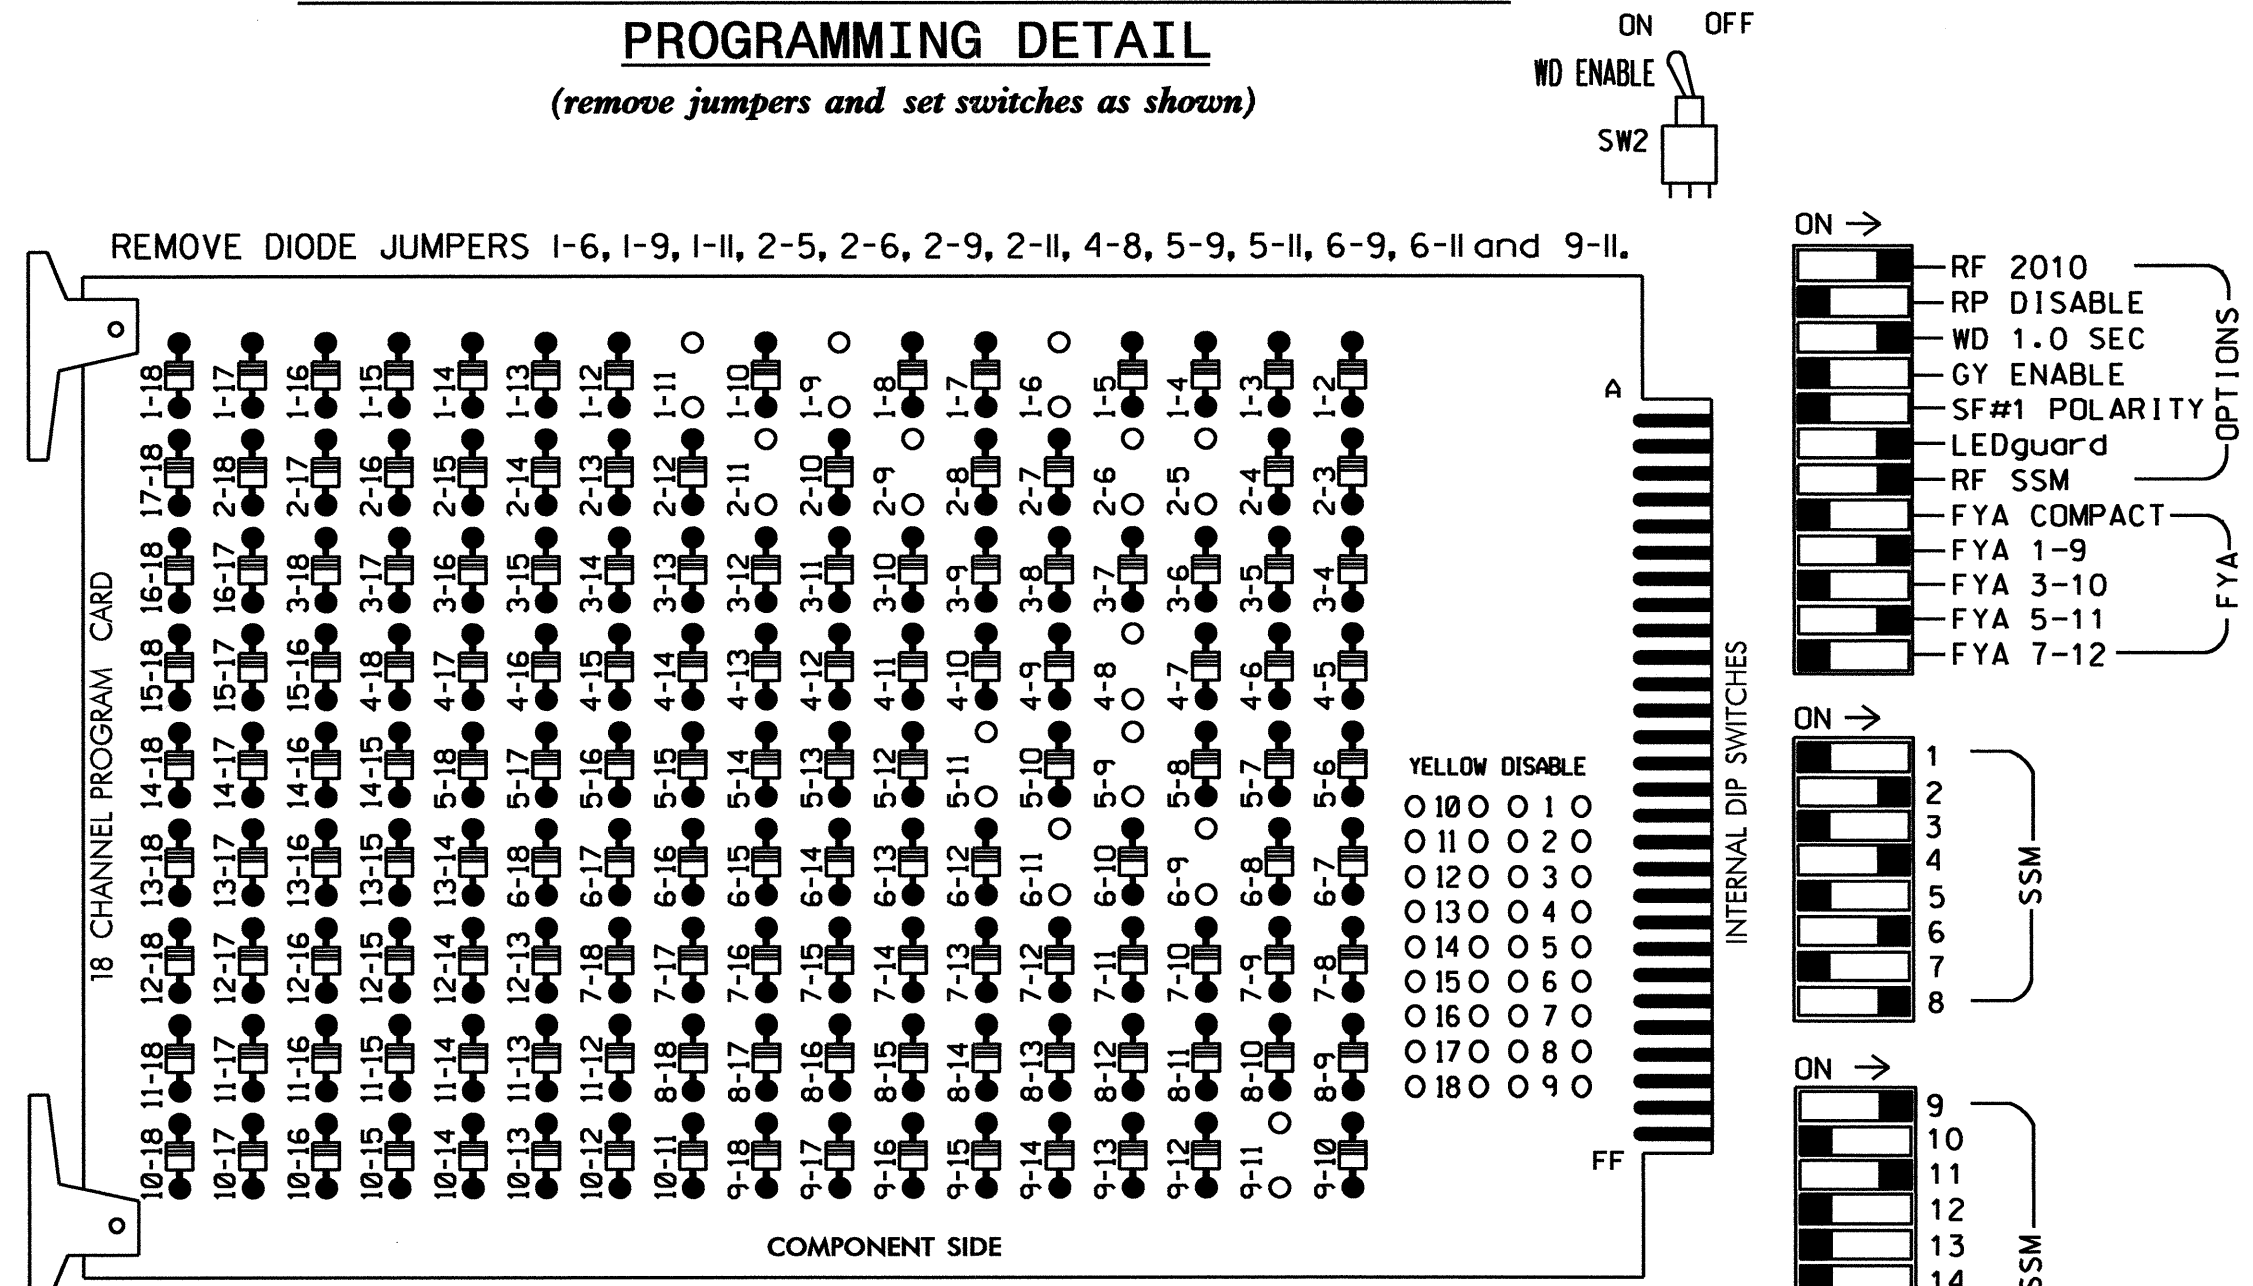 PROGRAMMING DETAIL
(remove jumpers and set switches as shown)
ON OFF
WD ENABLE
SW2
REMOVE DIODE JUMPERS 1-6, 1-9, 1-11, 2-5, 2-6, 2-9, 2-11, 4-8, 5-9, 5-11, 6-9, 6-11 and 9-11.
1-18 1-17 1-16 1-15 1-14 1-13 1-12 1-11 1-10 1-9 1-8 1-7 1-6 1-5 1-4 1-3 1-2
17-18 2-18 2-17 2-16 2-15 2-14 2-13 2-12 2-11 2-10 2-9 2-8 2-7 2-6 2-5 2-4 2-3
16-18 16-17 3-18 3-17 3-16 3-15 3-14 3-13 3-12 3-11 3-10 3-9 3-8 3-7 3-6 3-5 3-4
15-18 15-17 15-16 4-18 4-17 4-16 4-15 4-14 4-13 4-12 4-11 4-10 4-9 4-8 4-7 4-6 4-5
14-18 14-17 14-16 14-15 5-18 5-17 5-16 5-15 5-14 5-13 5-12 5-11 5-10 5-9 5-8 5-7 5-6
13-18 13-17 13-16 13-15 13-14 6-18 6-17 6-16 6-15 6-14 6-13 6-12 6-11 6-10 6-9 6-8 6-7
12-18 12-17 12-16 12-15 12-14 12-13 7-18 7-17 7-16 7-15 7-14 7-13 7-12 7-11 7-10 7-9 7-8
11-18 11-17 11-16 11-15 11-14 11-13 11-12 8-18 8-17 8-16 8-15 8-14 8-13 8-12 8-11 8-10 8-9
10-18 10-17 10-16 10-15 10-14 10-13 10-12 10-11 9-18 9-17 9-16 9-15 9-14 9-13 9-12 9-11 9-10
18 CHANNEL PROGRAM CARD
COMPONENT SIDE
A
FF
YELLOW DISABLE
10 1
11 2
12 3
13 4
14 5
15 6
16 7
17 8
18 9
INTERNAL DIP SWITCHES
ON
RF 2010
RP DISABLE
WD 1.0 SEC
GY ENABLE
SF#1 POLARITY
LEDguard
RF SSM
OPTIONS
FYA COMPACT
FYA 1-9
FYA 3-10
FYA 5-11
FYA 7-12
FYA
ON
1
2
3
4
5
6
7
8
SSM
ON
9
10
11
12
13
14
SSM